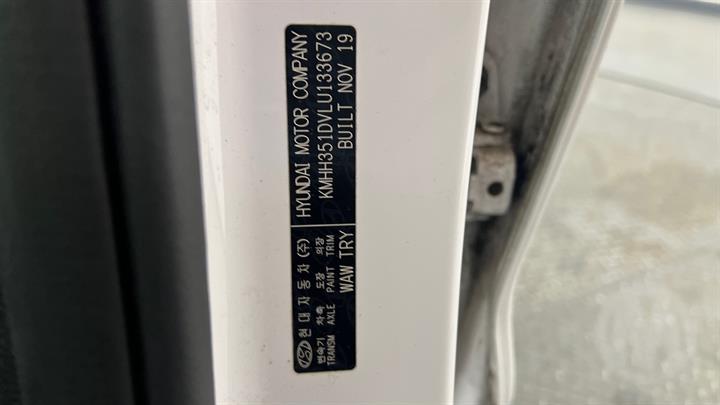 현대자동차(주) HYUNDAI MOTOR COMPANY
변속기 차축 도장 외장 KMHH351DVLU133673
TRANSM AXLE PAINT TRIM BUILT NOV 19
WAW TRY